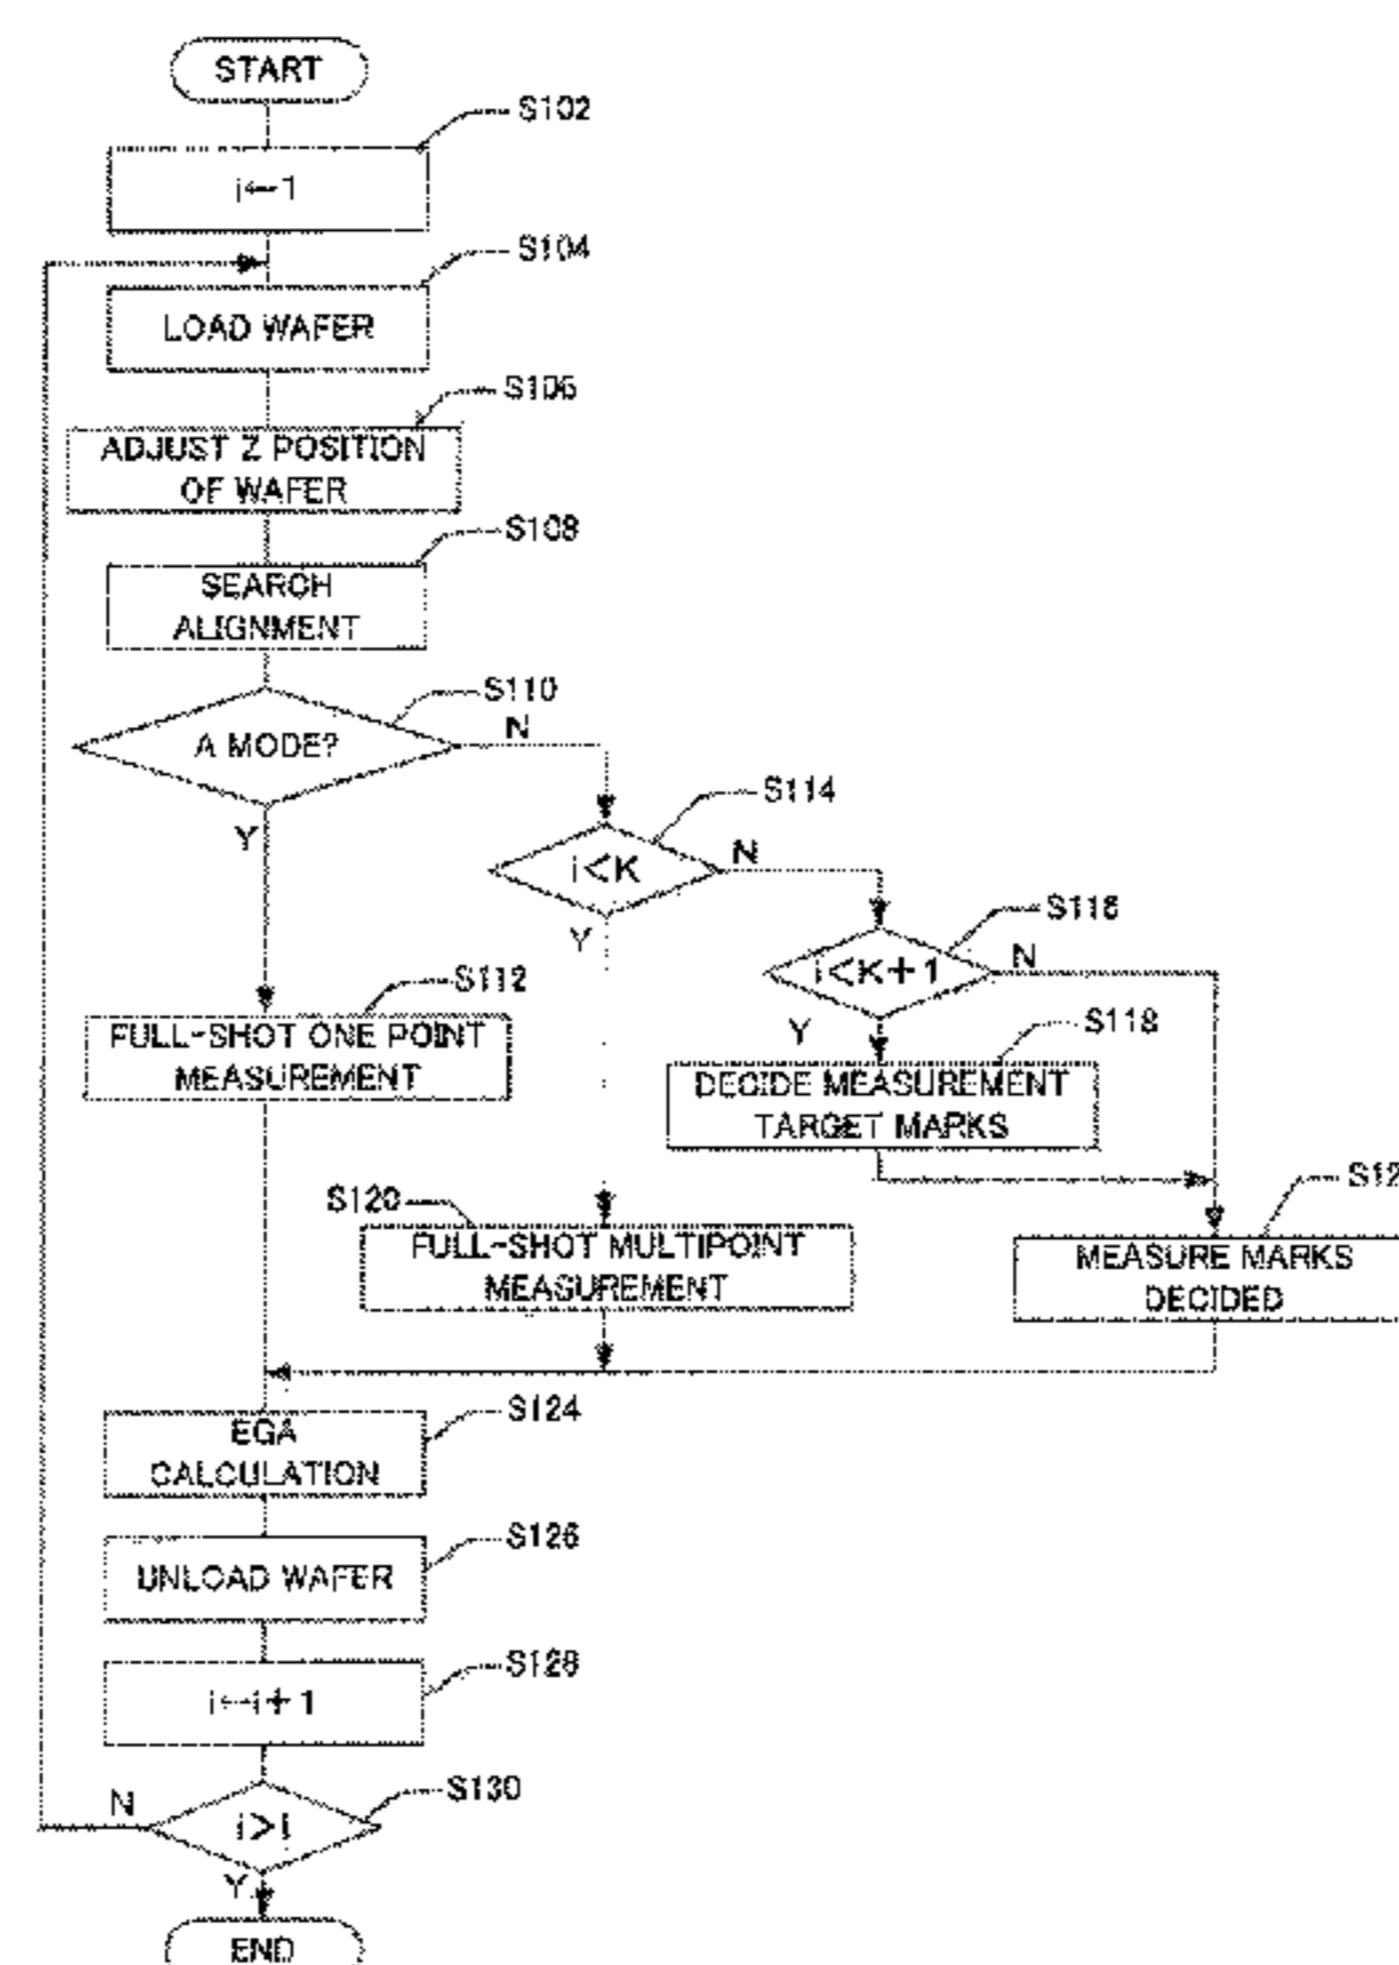 START
S102
i←1
S104
LOAD WAFER
S106
ADJUST Z POSITION
OF WAFER
S108
SEARCH
ALIGNMENT
S110
A MODE?
N
Y
S114
i<K
N
Y
S116
i<K+1
N
Y
S112
FULL-SHOT ONE POINT
MEASUREMENT
S118
DECIDE MEASUREMENT
TARGET MARKS
S120
FULL-SHOT MULTIPOINT
MEASUREMENT
S12
MEASURE MARKS
DECIDED
S124
EGA
CALCULATION
S126
UNLOAD WAFER
S128
i←i+1
S130
i>I
N
Y
END